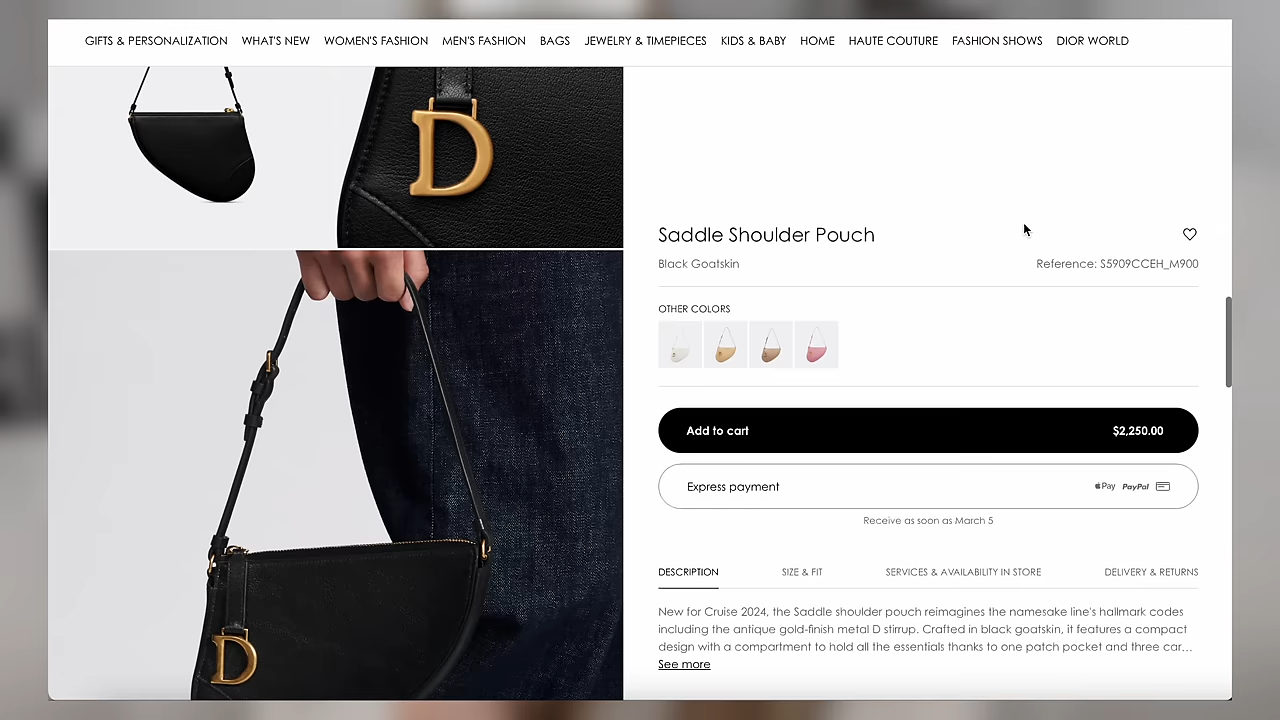 GIFTS & PERSONALIZATION WHAT'S NEW WOMEN'S FASHION MEN'S FASHION BAGS JEWELRY & TIMEPIECES KIDS & BABY HOME HAUTE COUTURE FASHION SHOWS DIOR WORLD
D
Saddle Shoulder Pouch
Black Goatskin Reference: S5909CCEH_M900
OTHER COLORS
Add to cart $2,250.00
Express payment Pay PayPal
Receive as soon as March 5
DESCRIPTION SIZE & FIT SERVICES & AVAILABILITY IN STORE DELIVERY & RETURNS
New for Cruise 2024, the Saddle shoulder pouch reimagines the namesake line's hallmark codes
including the antique gold-finish metal D stirrup. Crafted in black goatskin, it features a compact
design with a compartment to hold all the essentials thanks to one patch pocket and three car...
See more
D